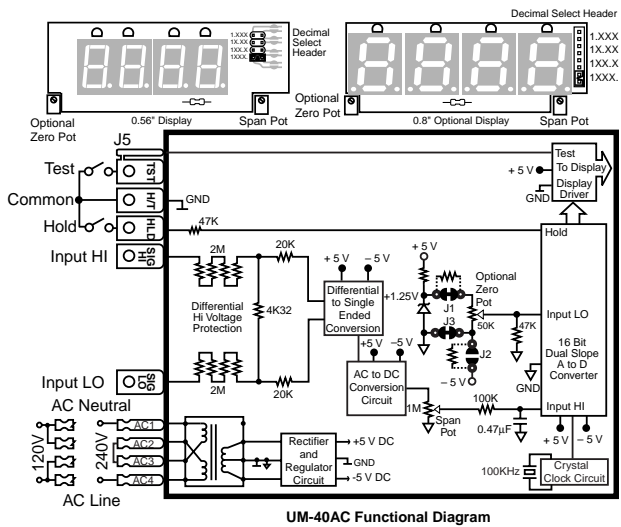 Decimal Select Header
1.XXX
1X.XX
1XX.X
1XXX.
Decimal
Select
Header
1.XXX
1X.XX
1XX.X
1XXX.
Optional
Zero Pot
0.56" Display
Span Pot
Optional
Zero Pot
0.8" Optional Display
Span Pot
J5
Test
TST
Common
H/T
GND
Hold
HLD
47K
Input HI
SIG
HI
2M
20K
Differential
Hi Voltage
Protection
4K32
Input LO
SIG
LO
2M
20K
+ 5 V
– 5 V
Differential
to Single
Ended
Conversion
+5V
–5 V
AC to DC
Conversion
Circuit
+ 5 V
+1.25V
J1
J3
Optional
Zero
Pot
50K
J2
– 5 V
47K
1M
Span
Pot
100K
0.47µF
Test
To Display
+ 5 V
Display
Driver
GND
Hold
Input LO
16 Bit
Dual Slope
A to D
Converter
GND
Input HI
+ 5 V
– 5 V
100KHz
Crystal
Clock Circuit
AC Neutral
120V
240V
AC1
AC2
AC3
AC4
AC Line
Rectifier
and
Regulator
Circuit
+5 V DC
GND
-5 V DC
UM-40AC Functional Diagram